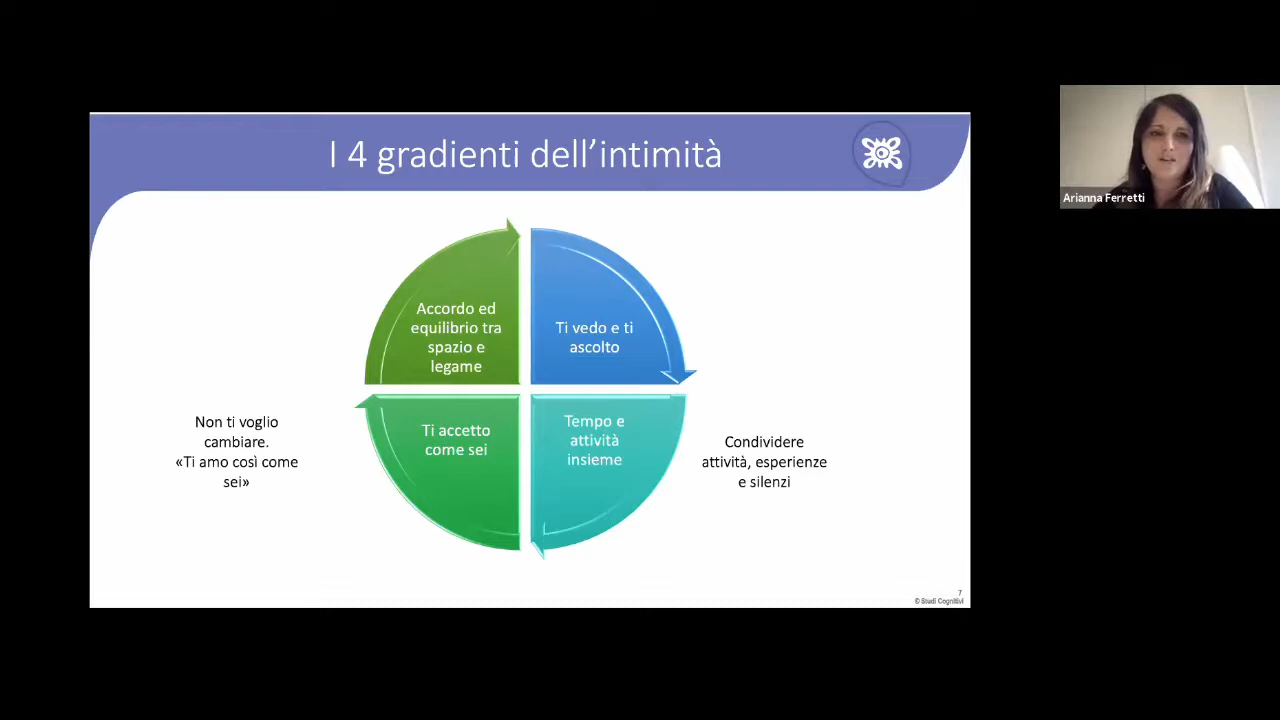 I 4 gradienti dell'intimità
Arianna Ferretti
Accordo ed
equilibrio tra
spazio e
legame
Ti vedo e ti
ascolto
Non ti voglio
cambiare.
«Ti amo così come
sei»
Ti accetto
come sei
Tempo e
attività
insieme
Condividere
attività, esperienze
e silenzi
7
© Studi Cognitivi